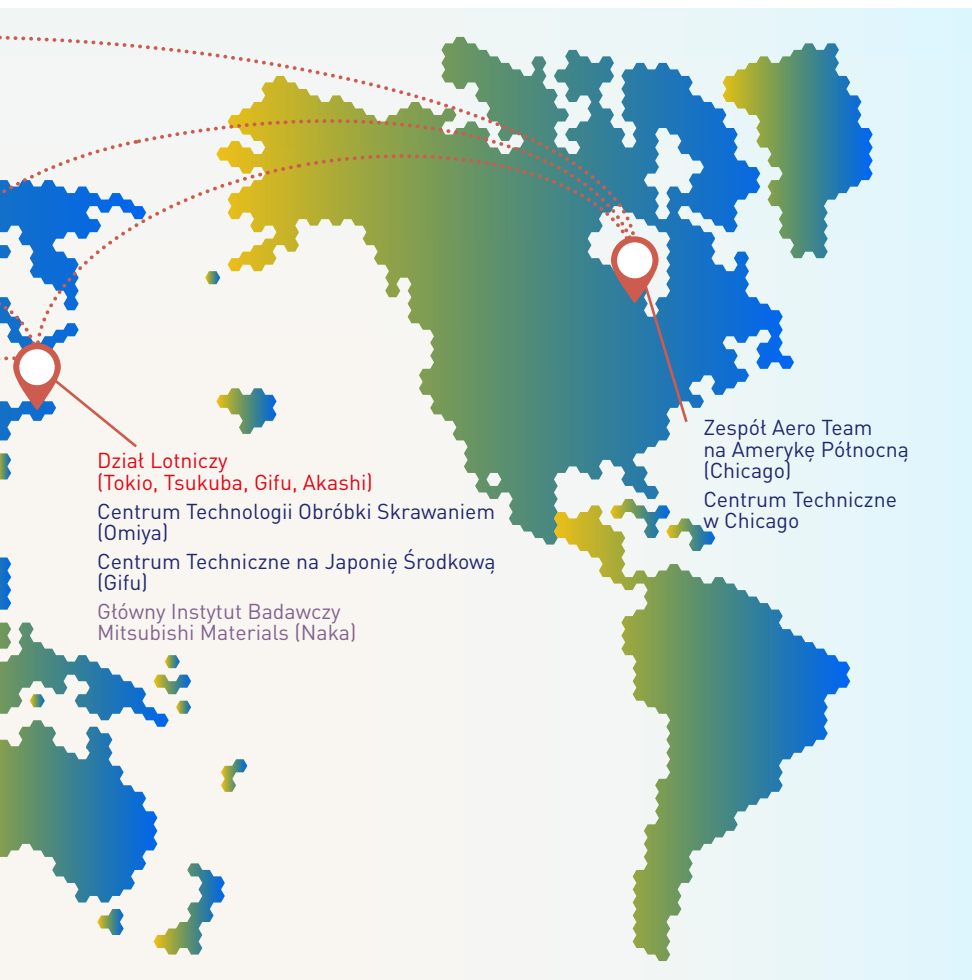 Dział Lotniczy
(Tokio, Tsukuba, Gifu, Akashi)
Centrum Technologii Obróbki Skrawaniem
(Omiya)
Centrum Techniczne na Japonię Środkową
(Gifu)
Główny Instytut Badawczy
Mitsubishi Materials (Naka)
Zespół Aero Team
na Amerykę Północną
(Chicago)
Centrum Techniczne
w Chicago